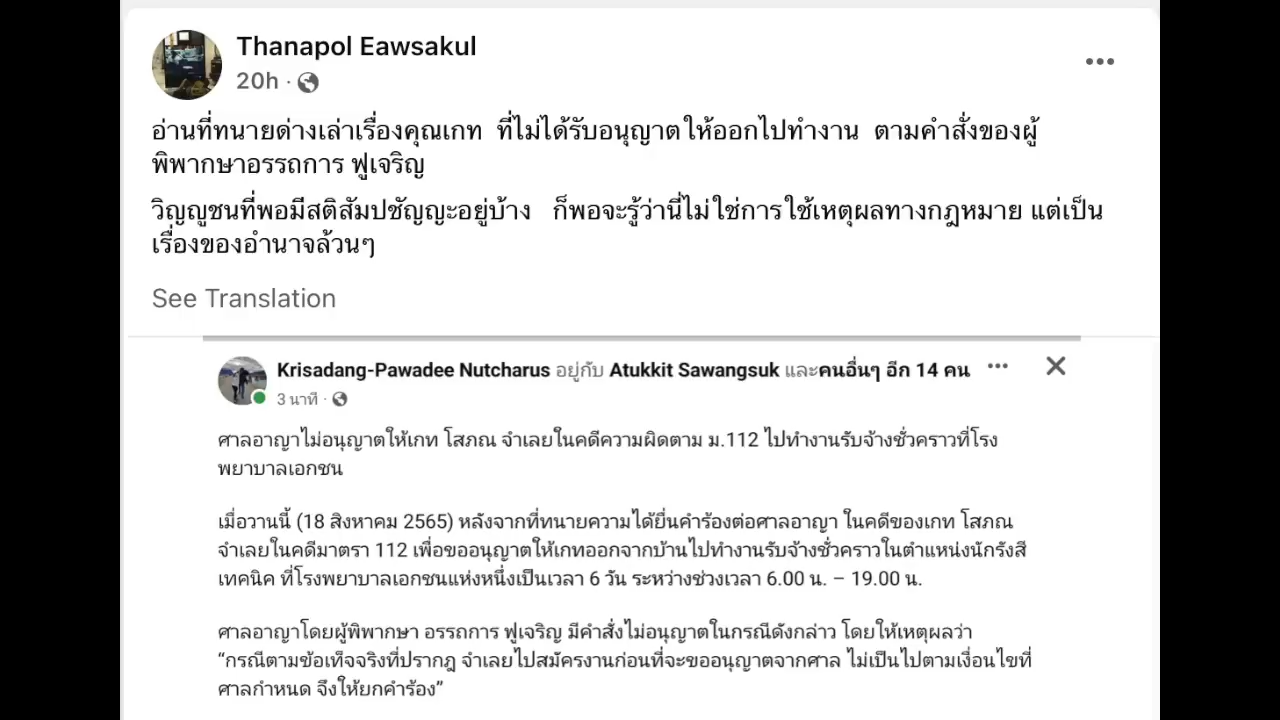 Thanapol Eawsakul
20h ·
อ่านที่ทนายด่างเล่าเรื่องคุณเกท ที่ไม่ได้รับอนุญาตให้ออกไปทำงาน ตามคำสั่งของผู้
พิพากษาอรรถการ ฟูเจริญ
วิญญูชนที่พอมีสติสัมปชัญญะอยู่บ้าง ก็พอจะรู้ว่านี่ไม่ใช่การใช้เหตุผลทางกฎหมาย แต่เป็น
เรื่องของอำนาจล้วนๆ
See Translation
Krisadang-Pawadee Nutcharus อยู่กับ Atukkit Sawangsuk และคนอื่นๆ อีก 14 คน
3 นาที ·
ศาลอาญาไม่อนุญาตให้เกท โสภณ จำเลยในคดีความผิดตาม ม.112 ไปทำงานรับจ้างชั่วคราวที่โรง
พยาบาลเอกชน
เมื่อวานนี้ (18 สิงหาคม 2565) หลังจากที่ทนายความได้ยื่นคำร้องต่อศาลอาญา ในคดีของเกท โสภณ
จำเลยในคดีมาตรา 112 เพื่อขออนุญาตให้เกทออกจากบ้านไปทำงานรับจ้างชั่วคราวในตำแหน่งนักรังสี
เทคนิค ที่โรงพยาบาลเอกชนแห่งหนึ่งเป็นเวลา 6 วัน ระหว่างช่วงเวลา 6.00 น. – 19.00 น.
ศาลอาญาโดยผู้พิพากษา อรรถการ ฟูเจริญ มีคำสั่งไม่อนุญาตในกรณีดังกล่าว โดยให้เหตุผลว่า
“กรณีตามข้อเท็จจริงที่ปรากฎ จำเลยไปสมัครงานก่อนที่จะขออนุญาตจากศาล ไม่เป็นไปตามเงื่อนไขที่
ศาลกำหนด จึงให้ยกคำร้อง”